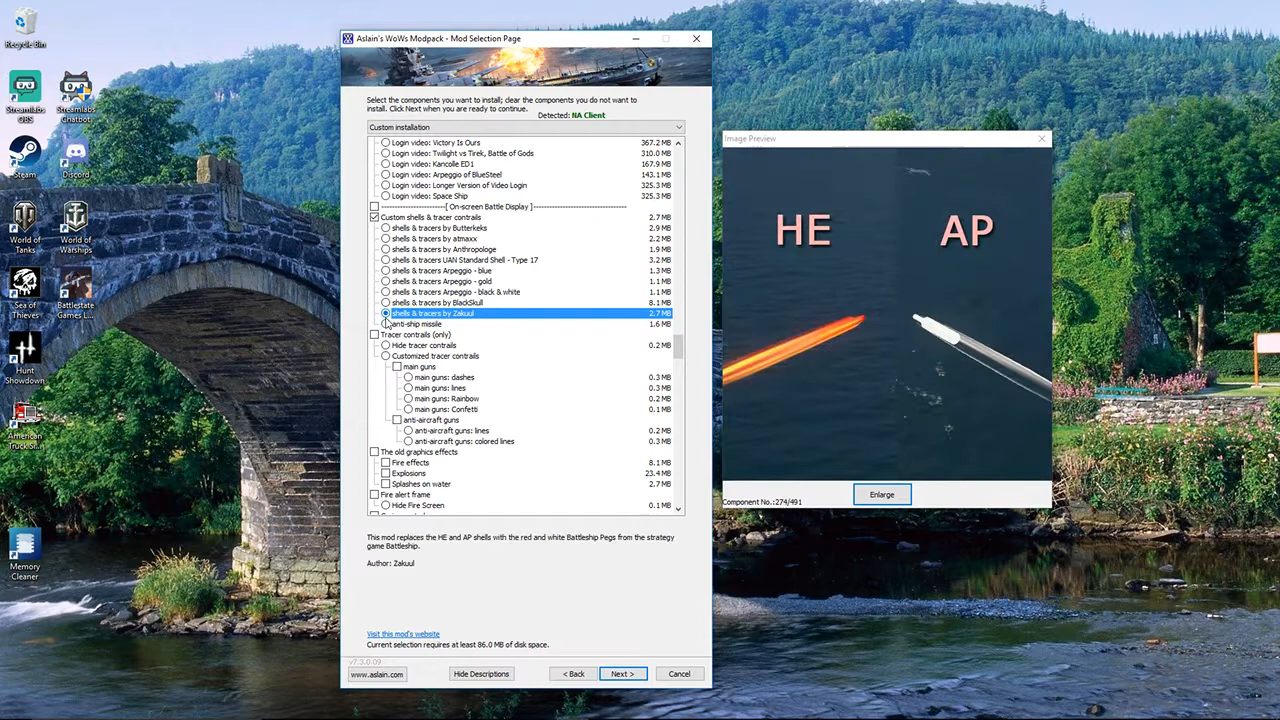 Recycle Bin
Streamlabs OBS
Streamlabs Chatbot
Steam
Discord
World of Tanks
World of Warships
Sea of Thieves
Battlestate Games L...
Hunt Showdown
American Truck Si...
Memory Cleaner
Aslain's WoWs Modpack - Mod Selection Page
Select the components you want to install; clear the components you do not want to
install. Click Next when you are ready to continue.
Detected: NA Client
Custom installation
Login video: Victory Is Ours 367.2 MB
Login video: Twilight vs Tirek, Battle of Gods 310.0 MB
Login video: Kancolle ED1 167.9 MB
Login video: Arpeggio of BlueSteel 143.1 MB
Login video: Longer Version of Video Login 325.3 MB
Login video: Space Ship 325.3 MB
-----------------------[ On-screen Battle Display ]-----------------------
Custom shells & tracer contrails 2.7 MB
shells & tracers by Butterkeks 2.9 MB
shells & tracers by atmaxx 2.2 MB
shells & tracers by Anthropologe 1.9 MB
shells & tracers UAN Standard Shell - Type 17 3.2 MB
shells & tracers Arpeggio - blue 1.3 MB
shells & tracers Arpeggio - gold 1.1 MB
shells & tracers Arpeggio - black & white 1.1 MB
shells & tracers by BlackSkull 8.1 MB
shells & tracers by Zakuul 2.7 MB
anti-ship missile 1.6 MB
Tracer contrails (only)
Hide tracer contrails 0.2 MB
Customized tracer contrails
main guns
main guns: dashes 0.3 MB
main guns: lines 0.3 MB
main guns: Rainbow 0.2 MB
main guns: Confetti 0.1 MB
anti-aircraft guns
anti-aircraft guns: lines 0.2 MB
anti-aircraft guns: colored lines 0.3 MB
The old graphics effects
Fire effects 8.1 MB
Explosions 23.4 MB
Splashes on water 2.7 MB
Fire alert frame
Hide Fire Screen 0.1 MB
This mod replaces the HE and AP shells with the red and white Battleship Pegs from the strategy
game Battleship.
Author: Zakuul
Visit this mod's website
Current selection requires at least 86.0 MB of disk space.
v7.3.0.09
www.aslain.com
Hide Descriptions
< Back
Next >
Cancel
Image Preview
HE AP
Component No.:274/491
Enlarge